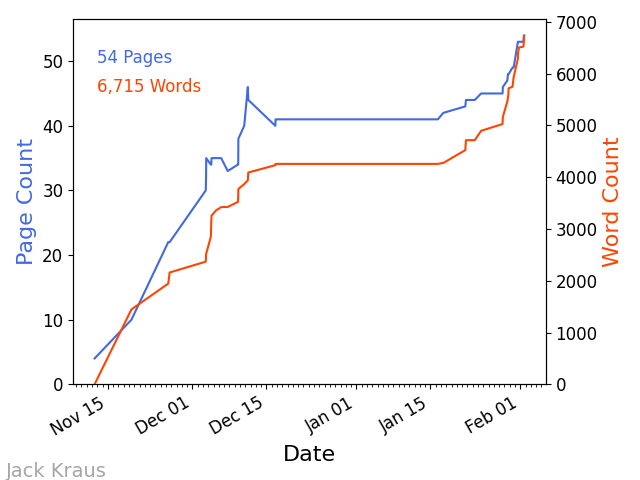 54 Pages
6,715 Words
Page Count
50
40
30
20
10
0
Word Count
7000
6000
5000
4000
3000
2000
1000
0
Nov 15
Dec 01
Dec 15
Jan 01
Jan 15
Feb 01
Date
Jack Kraus